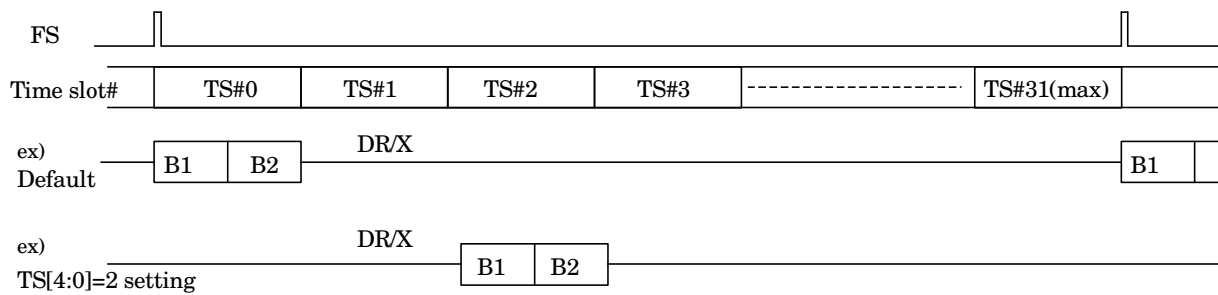 FS
Time slot# TS#0 TS#1 TS#2 TS#3 TS#31(max)
ex)
Default
B1 B2 DR/X B1
ex)
TS[4:0]=2 setting
DR/X
B1 B2